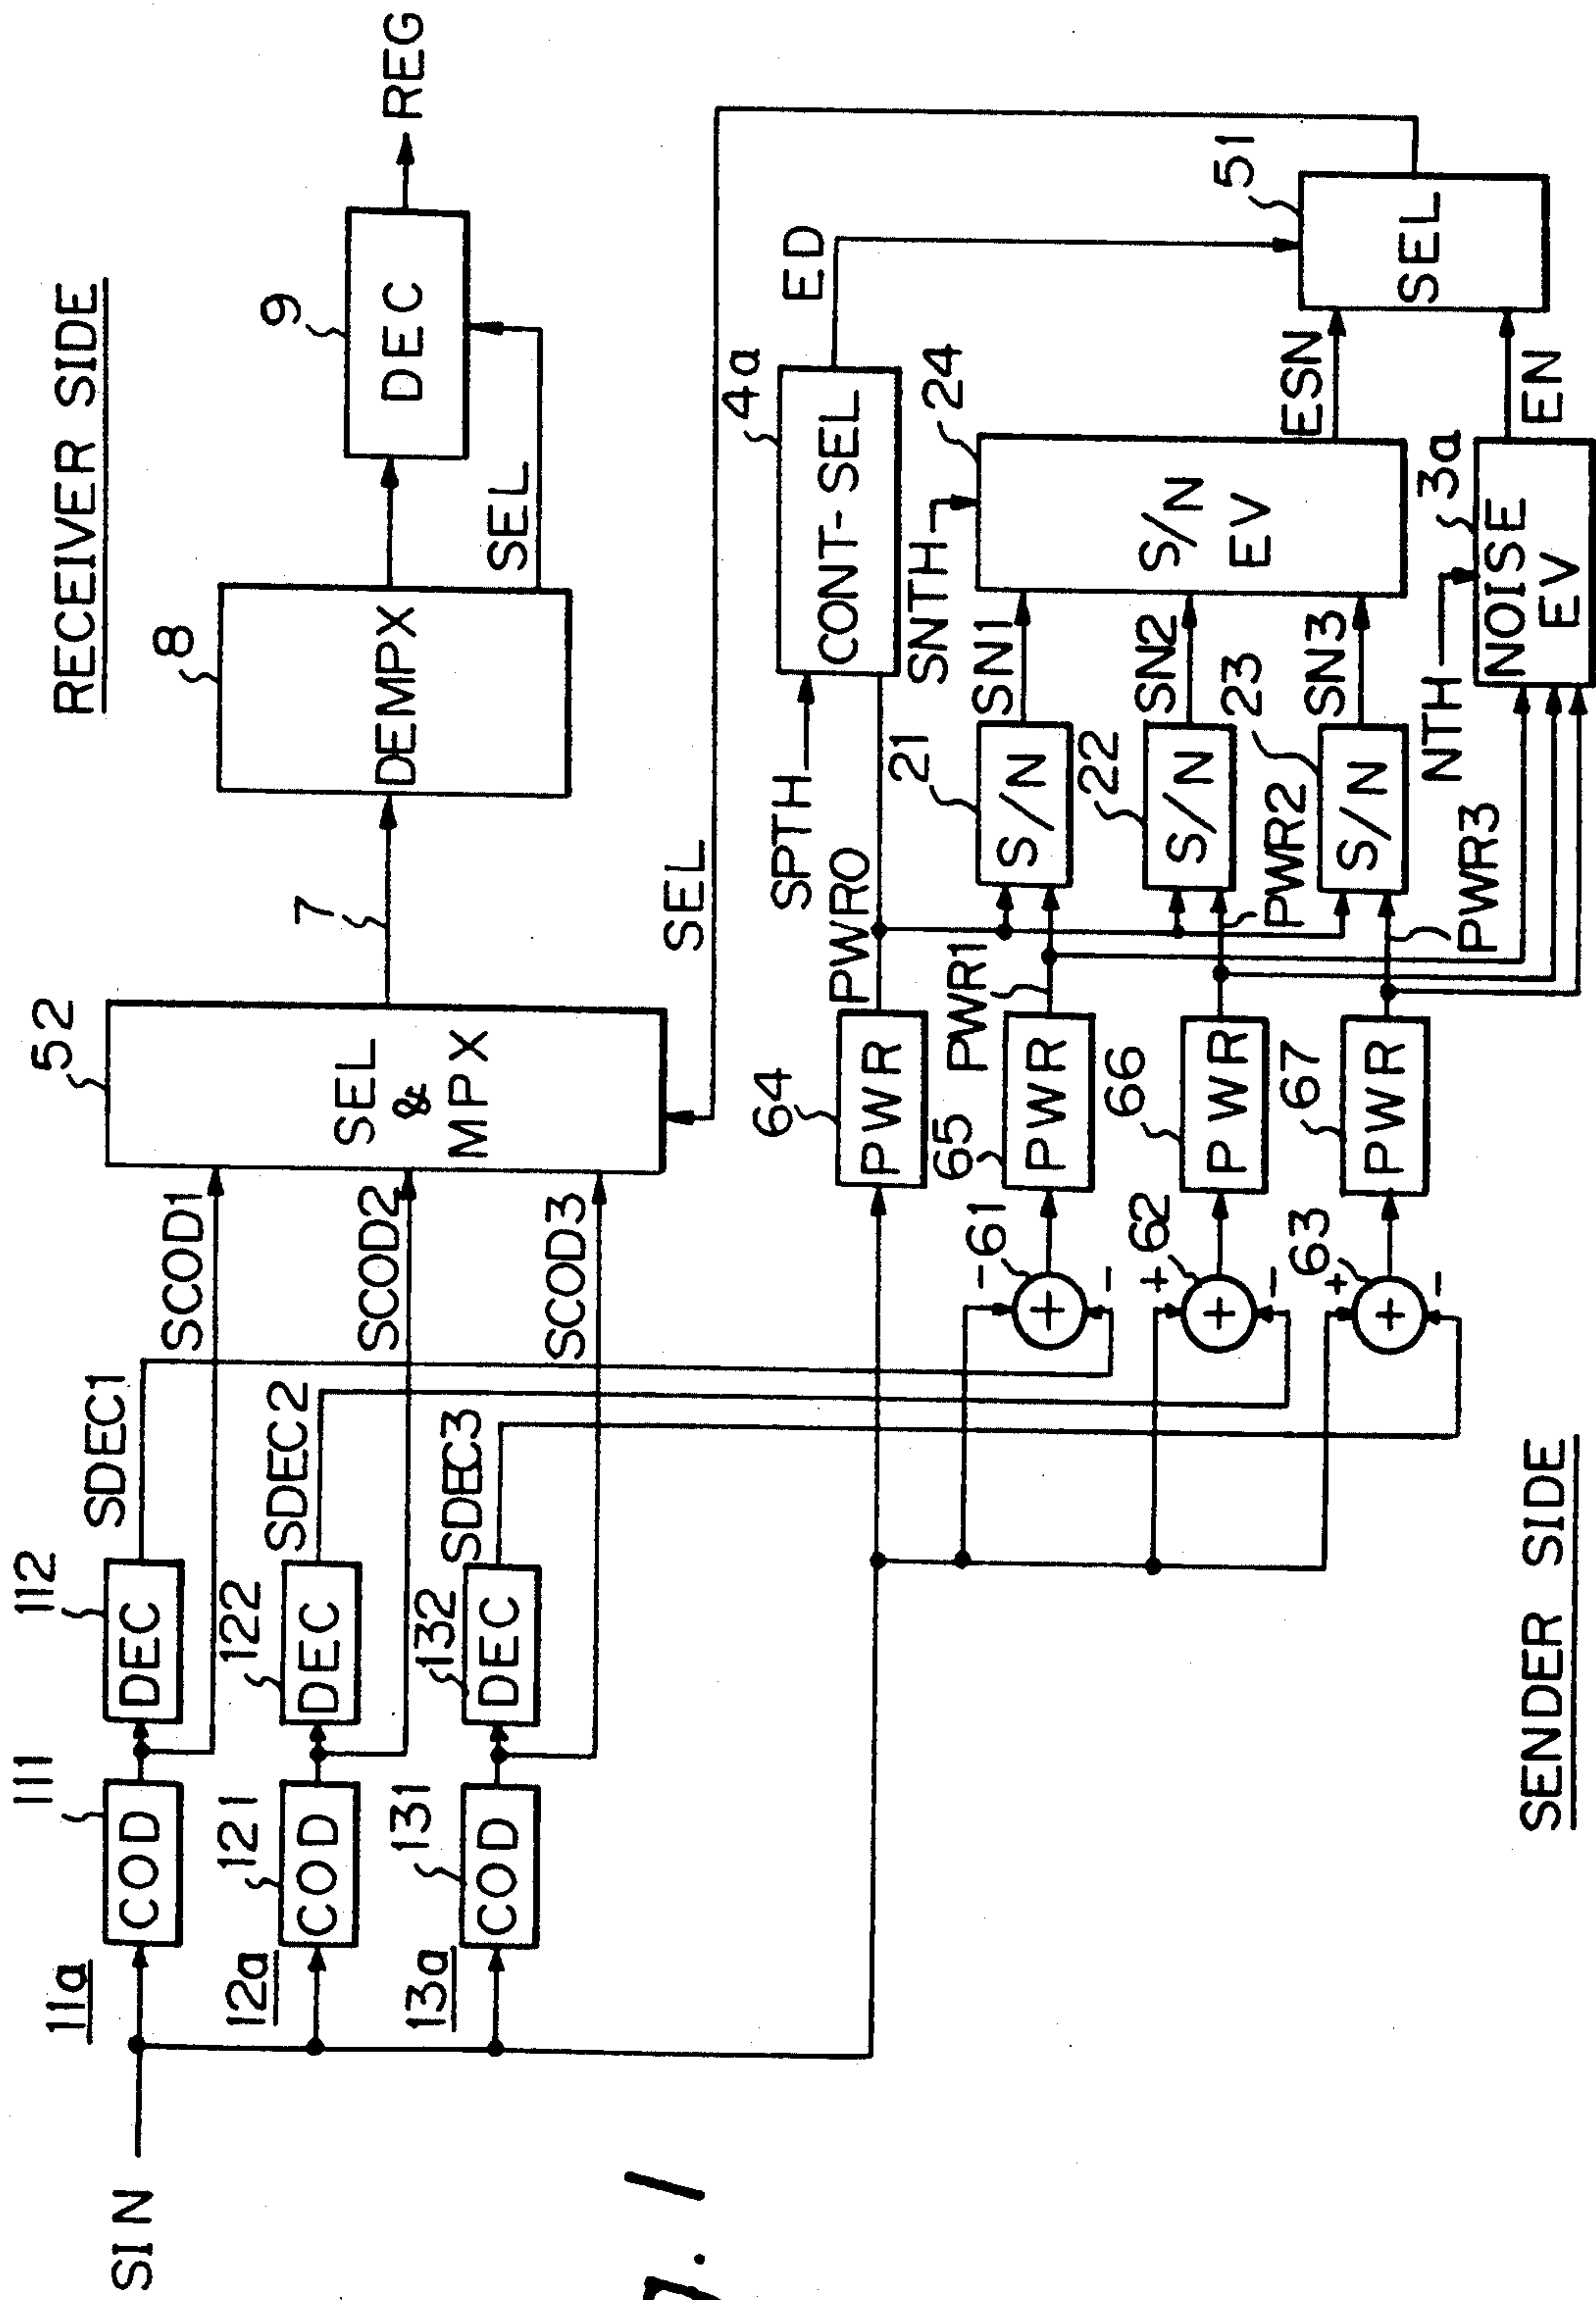 RECEIVER SIDE
52
SEL
&
MPX
7
8
DEMPX
SEL
9
DEC
REG
SIN
11a
111
COD
112
DEC
SDEC1
SCOD1
12a
121
COD
122
DEC
SDEC2
SCOD2
13a
131
COD
132
DEC
SDEC3
SCOD3
SEL
64
PWR
PWR0
SPTH
4a
CONT-SEL
ED
-
61
+
-
65
PWR
PWR1
21
S/N
SN1
SNTH
24
S/N
EV
ESN
51
SEL
+
62
+
-
66
PWR
22
S/N
PWR2
SN2
+
63
+
-
67
PWR
23
S/N
PWR3
SN3
NTH
3a
NOISE
EV
EN
SENDER SIDE
g. 1